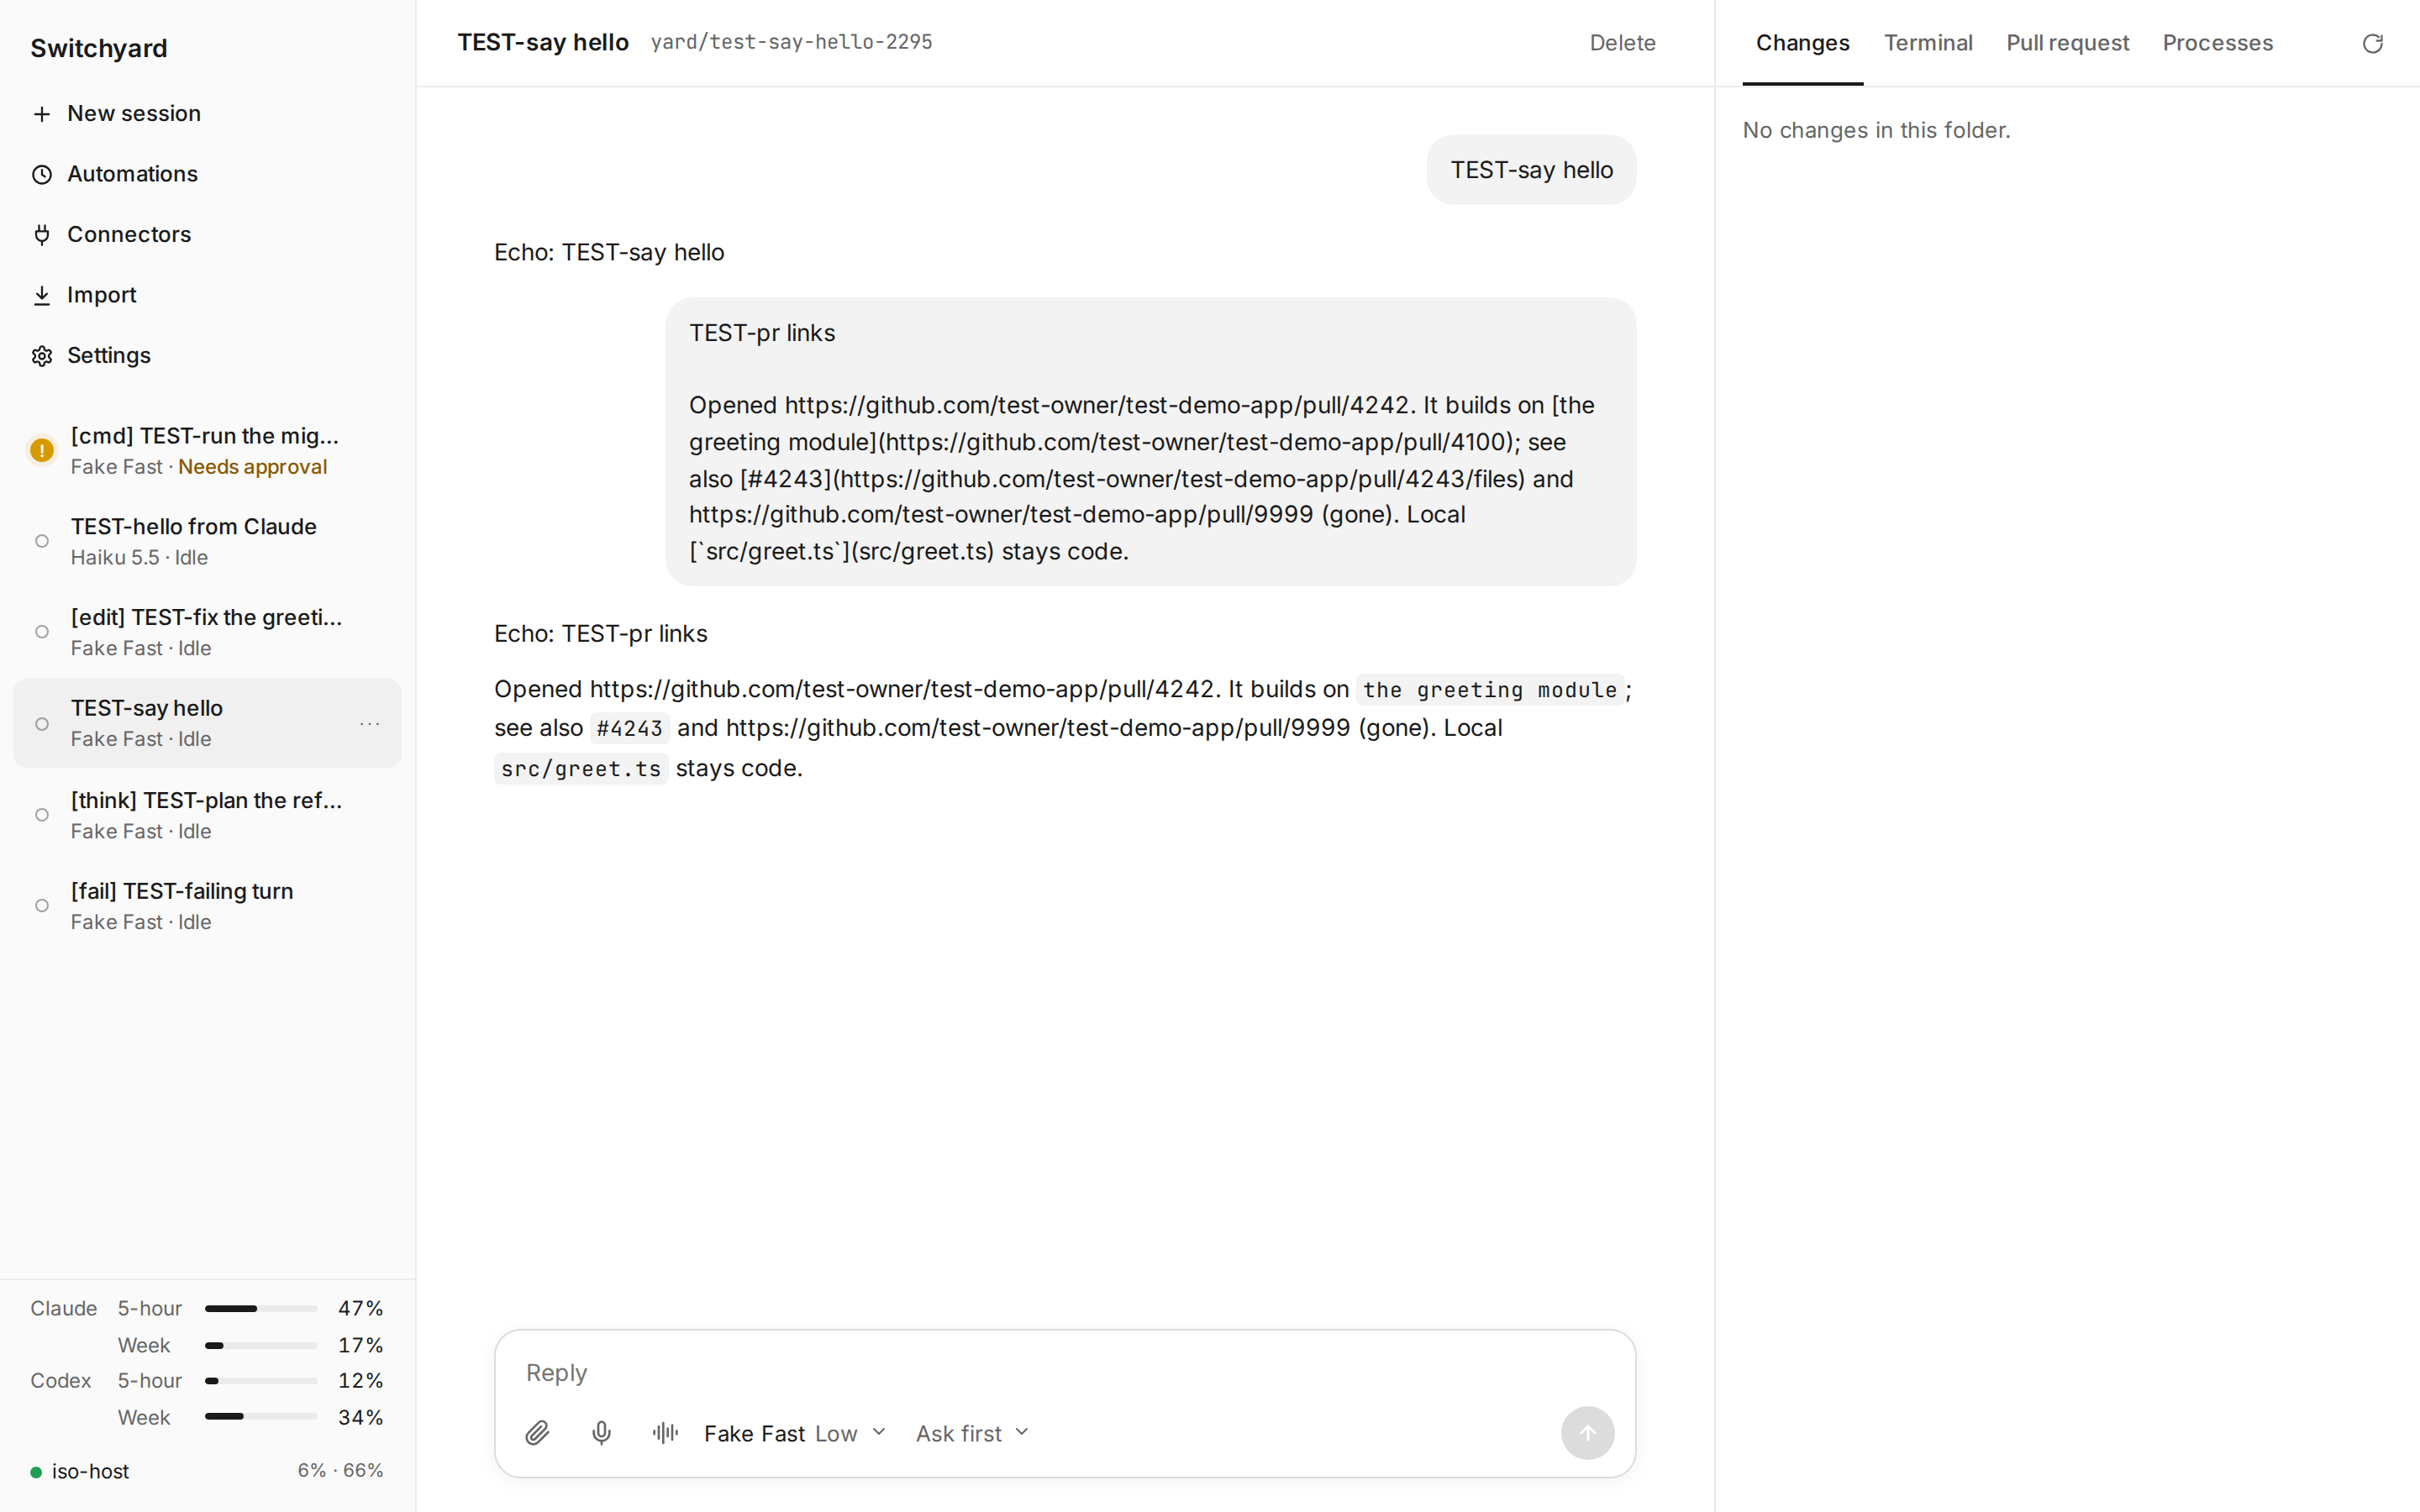 Switchyard
New session
Automations
Connectors
Import
Settings
[cmd] TEST-run the mig...
Fake Fast · Needs approval
TEST-hello from Claude
Haiku 5.5 · Idle
[edit] TEST-fix the greeti...
Fake Fast · Idle
TEST-say hello
Fake Fast · Idle
[think] TEST-plan the ref...
Fake Fast · Idle
[fail] TEST-failing turn
Fake Fast · Idle
Claude 5-hour 47%
Week 17%
Codex 5-hour 12%
Week 34%
iso-host 6% · 66%
TEST-say hello yard/test-say-hello-2295 Delete
TEST-say hello
Echo: TEST-say hello
TEST-pr links
Opened https://github.com/test-owner/test-demo-app/pull/4242. It builds on [the
greeting module](https://github.com/test-owner/test-demo-app/pull/4100); see
also [#4243](https://github.com/test-owner/test-demo-app/pull/4243/files) and
https://github.com/test-owner/test-demo-app/pull/9999 (gone). Local
[`src/greet.ts`](src/greet.ts) stays code.
Echo: TEST-pr links
Opened https://github.com/test-owner/test-demo-app/pull/4242. It builds on the greeting module;
see also #4243 and https://github.com/test-owner/test-demo-app/pull/9999 (gone). Local
src/greet.ts stays code.
Reply
Fake Fast Low Ask first
Changes Terminal Pull request Processes
No changes in this folder.